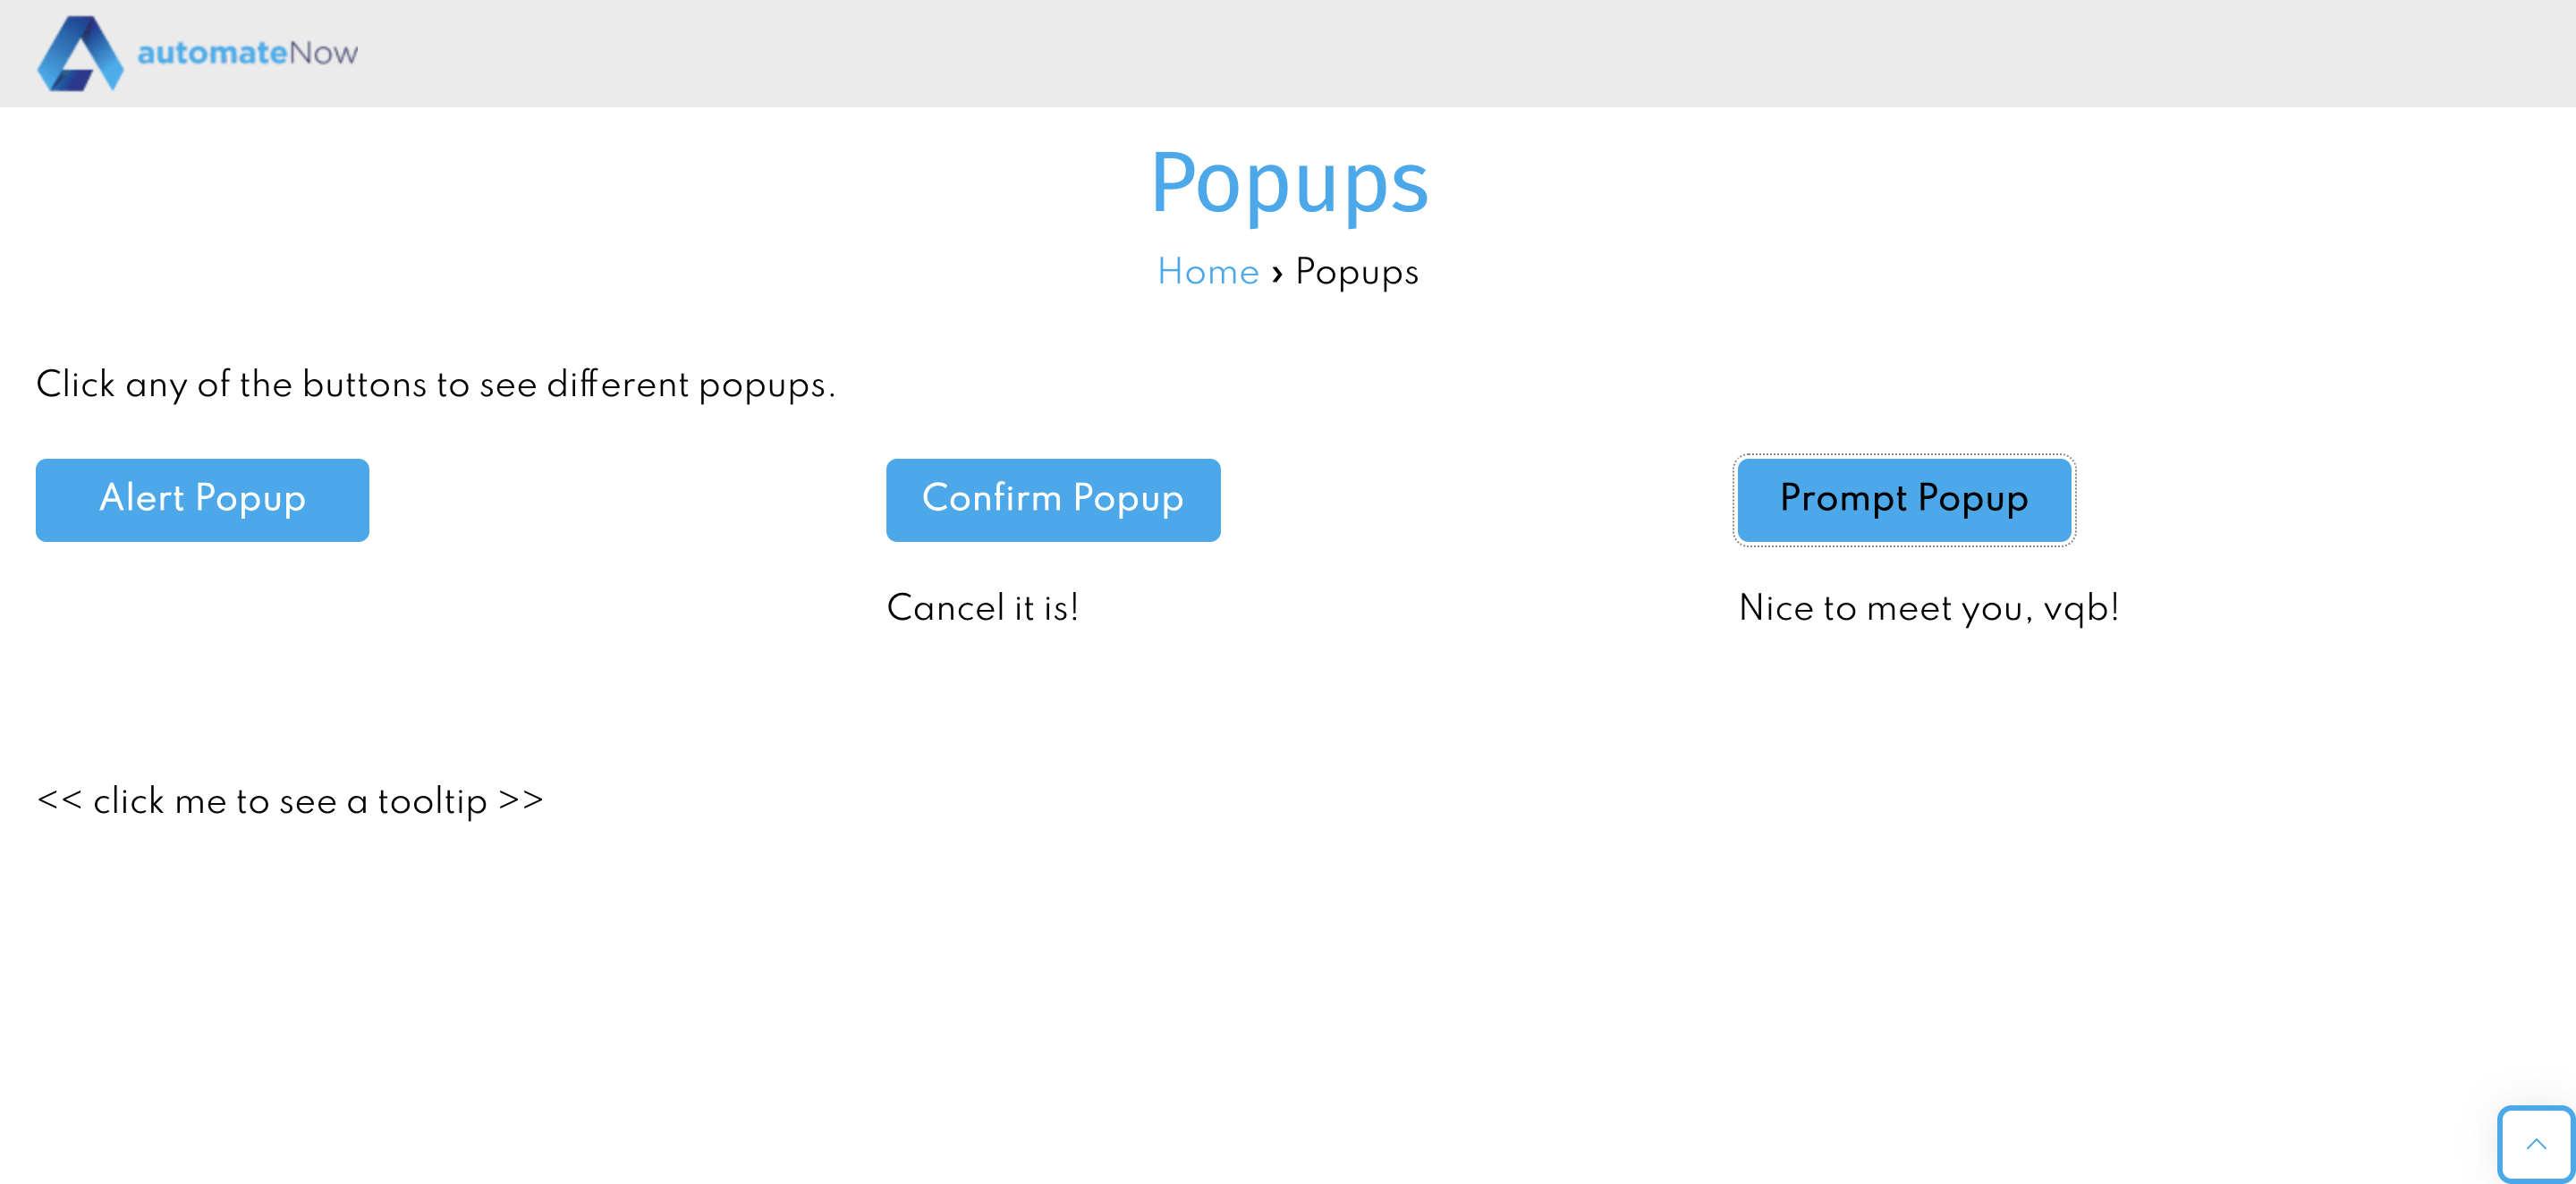 automateNow
Popups
Home › Popups
Click any of the buttons to see different popups.
Alert Popup
Confirm Popup
Prompt Popup
Cancel it is!
Nice to meet you, vqb!
<< click me to see a tooltip >>